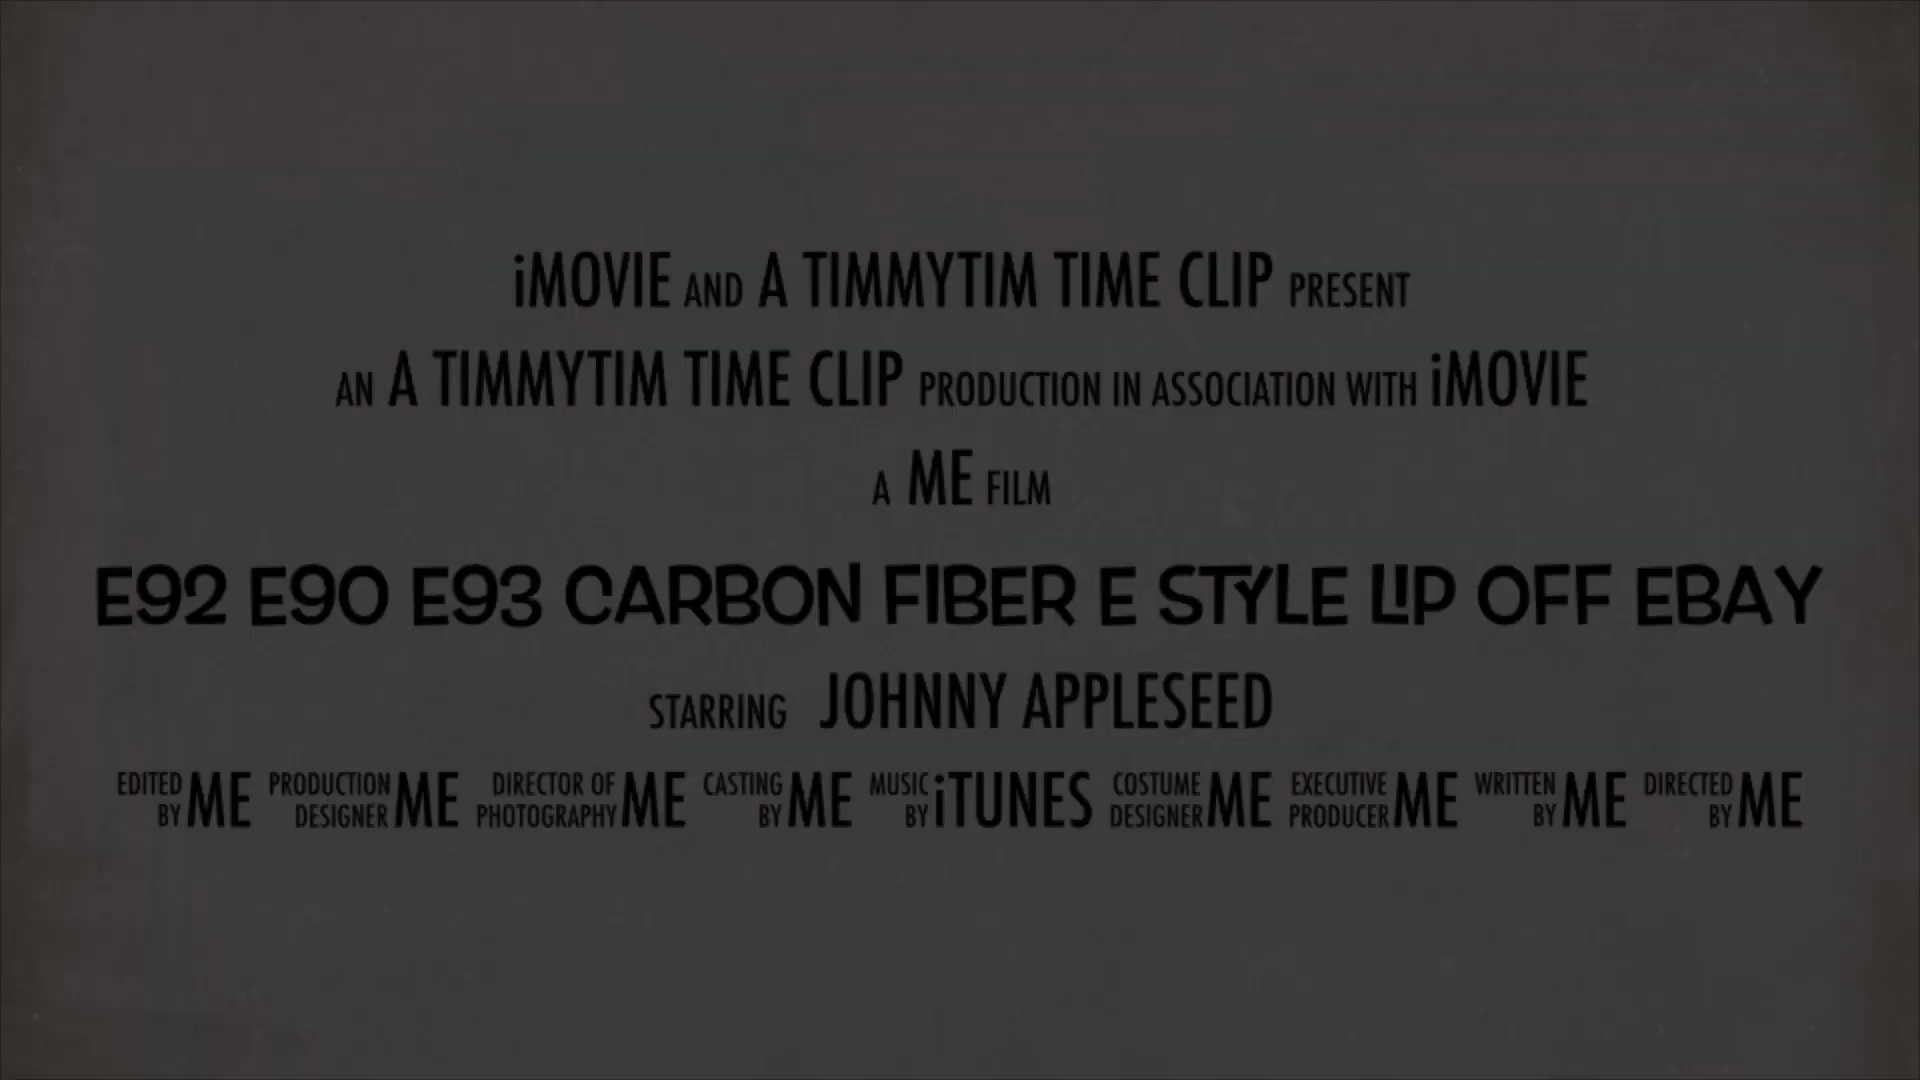 iMOVIE AND A TIMMYTIM TIME CLIP PRESENT
AN A TIMMYTIM TIME CLIP PRODUCTION IN ASSOCIATION WITH iMOVIE
A ME FILM
E92 E90 E93 CARBON FIBER E STYLE LIP OFF EBAY
STARRING JOHNNY APPLESEED
EDITED BY ME PRODUCTION DESIGNER ME DIRECTOR OF PHOTOGRAPHY ME CASTING BY ME MUSIC BY iTUNES COSTUME DESIGNER ME EXECUTIVE PRODUCER ME WRITTEN BY ME DIRECTED BY ME